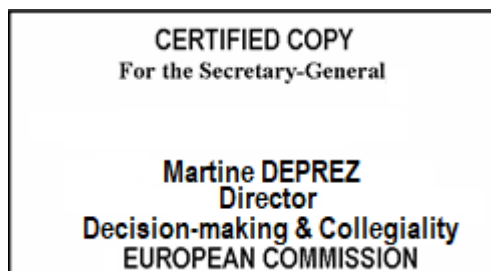 CERTIFIED COPY
For the Secretary-General
Martine DEPREZ
Director
Decision-making & Collegiality
EUROPEAN COMMISSION